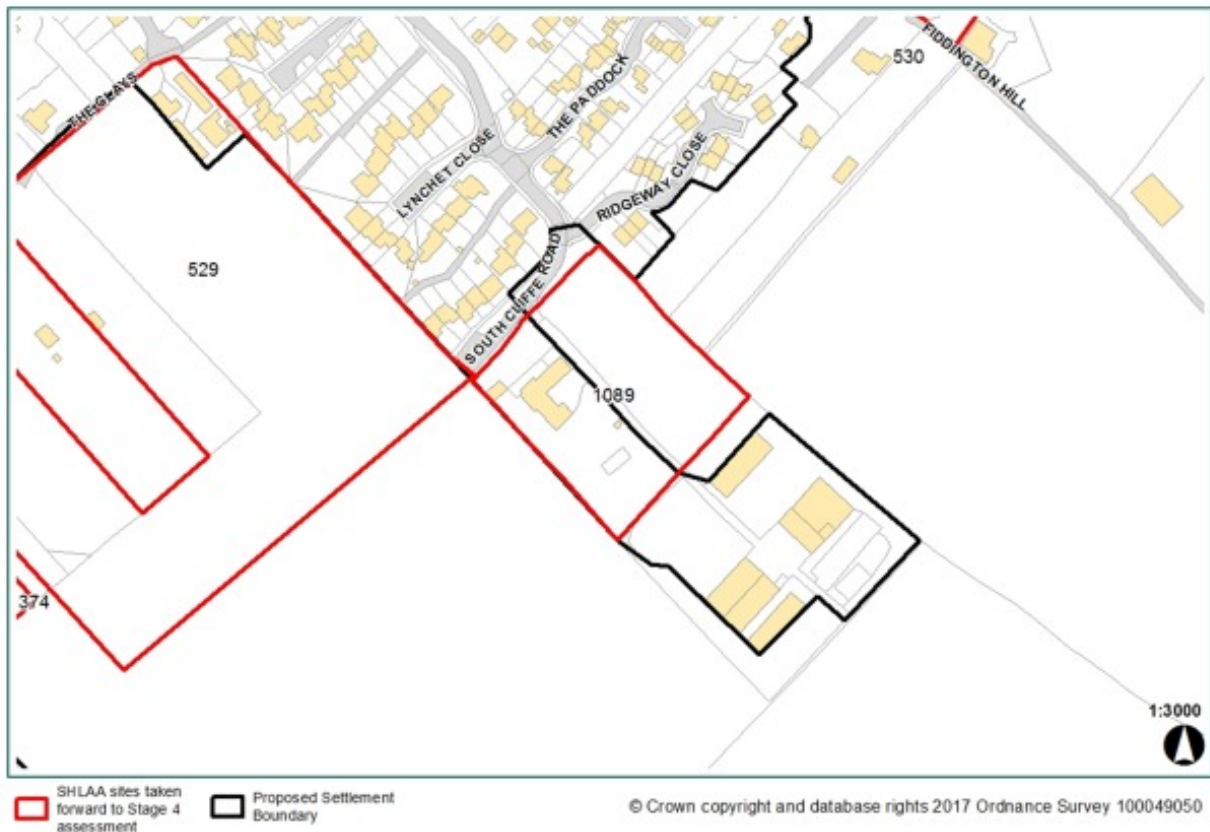 530
FIDDINGTON HILL
THE CLAYS
THE PADDOCK
LYNCHET CLOSE
RIDGEWAY CLOSE
529
SOUTH CLIFFE ROAD
1089
374
1:3000
SHLAA sites taken
forward to Stage 4
assessment
Proposed Settlement
Boundary
© Crown copyright and database rights 2017 Ordnance Survey 100049050